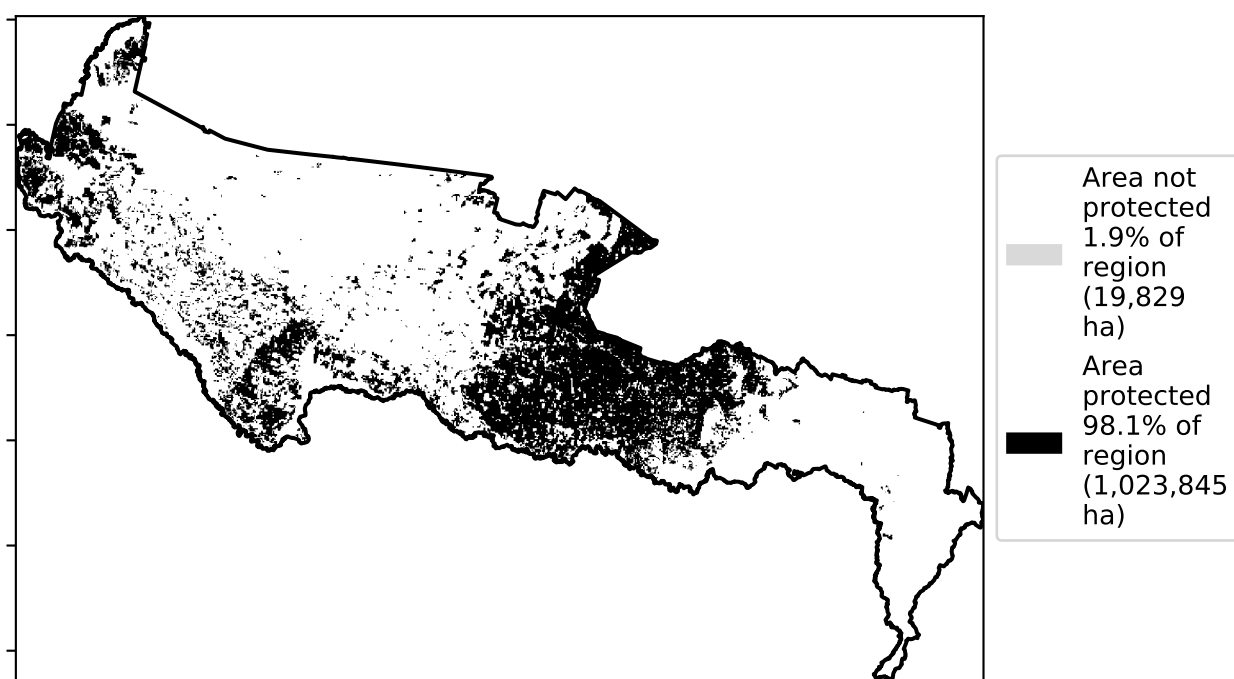 Area not
protected
1.9% of
region
(19,829
ha)
Area
protected
98.1% of
region
(1,023,845
ha)